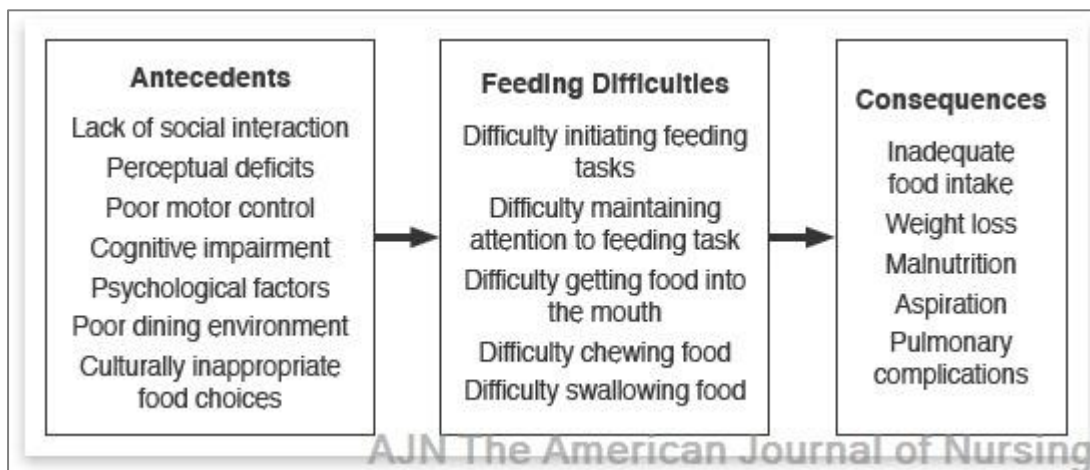 Antecedents
Lack of social interaction
Perceptual deficits
Poor motor control
Cognitive impairment
Psychological factors
Poor dining environment
Culturally inappropriate
food choices
Feeding Difficulties
Difficulty initiating feeding
tasks
Difficulty maintaining
attention to feeding task
Difficulty getting food into
the mouth
Difficulty chewing food
Difficulty swallowing food
Consequences
Inadequate
food intake
Weight loss
Malnutrition
Aspiration
Pulmonary
complications
AJN The American Journal of Nursing